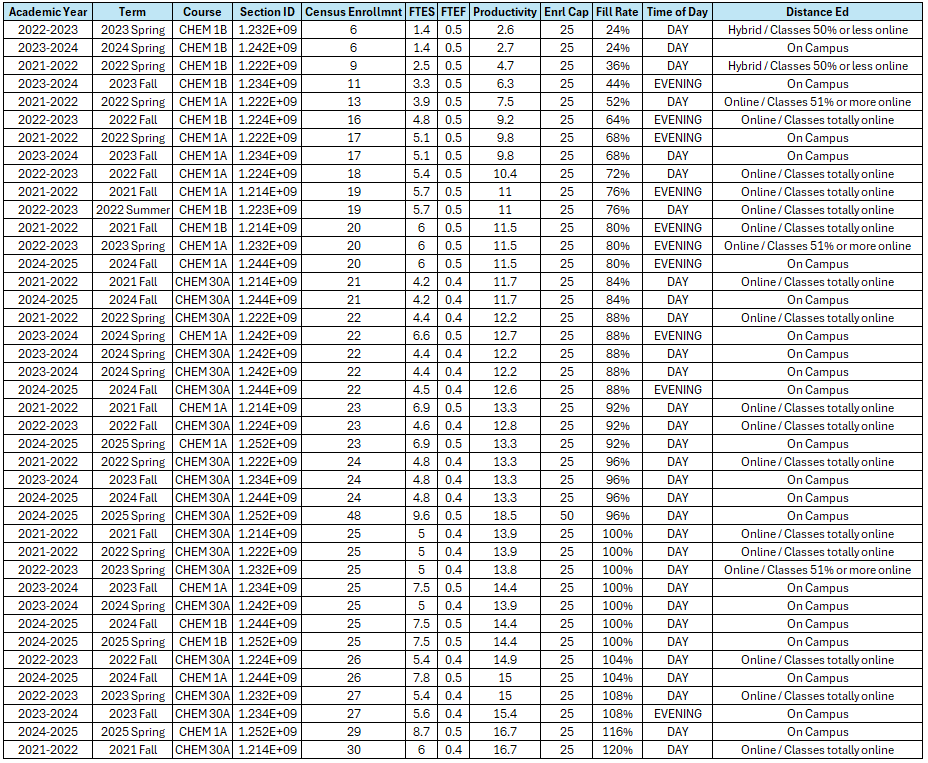 Academic Year Term Course Section ID Census Enrollmnt FTES FTEF Productivity Enrl Cap Fill Rate Time of Day Distance Ed
2022-2023 2023 Spring CHEM 1B 1.232E+09 6 1.4 0.5 2.6 25 24% DAY Hybrid / Classes 50% or less online
2023-2024 2024 Spring CHEM 1B 1.242E+09 6 1.4 0.5 2.7 25 24% DAY On Campus
2021-2022 2022 Spring CHEM 1B 1.222E+09 9 2.5 0.5 4.7 25 36% DAY Hybrid / Classes 50% or less online
2023-2024 2023 Fall CHEM 1B 1.234E+09 11 3.3 0.5 6.3 25 44% EVENING On Campus
2021-2022 2022 Spring CHEM 1A 1.222E+09 13 3.9 0.5 7.5 25 52% DAY Online / Classes 51% or more online
2022-2023 2022 Fall CHEM 1B 1.224E+09 16 4.8 0.5 9.2 25 64% EVENING Online / Classes totally online
2021-2022 2022 Spring CHEM 1A 1.222E+09 17 5.1 0.5 9.8 25 68% EVENING On Campus
2023-2024 2023 Fall CHEM 1A 1.234E+09 17 5.1 0.5 9.8 25 68% DAY On Campus
2022-2023 2022 Fall CHEM 1A 1.224E+09 18 5.4 0.5 10.4 25 72% DAY Online / Classes totally online
2021-2022 2021 Fall CHEM 1A 1.214E+09 19 5.7 0.5 11 25 76% EVENING Online / Classes totally online
2022-2023 2022 Summer CHEM 1B 1.223E+09 19 5.7 0.5 11 25 76% DAY Online / Classes totally online
2021-2022 2021 Fall CHEM 1B 1.214E+09 20 6 0.5 11.5 25 80% EVENING Online / Classes totally online
2022-2023 2023 Spring CHEM 1A 1.232E+09 20 6 0.5 11.5 25 80% EVENING Online / Classes 51% or more online
2024-2025 2024 Fall CHEM 1A 1.244E+09 20 6 0.5 11.5 25 80% EVENING On Campus
2021-2022 2021 Fall CHEM 30A 1.214E+09 21 4.2 0.4 11.7 25 84% DAY Online / Classes totally online
2024-2025 2024 Fall CHEM 30A 1.244E+09 21 4.2 0.4 11.7 25 84% DAY On Campus
2021-2022 2022 Spring CHEM 30A 1.222E+09 22 4.4 0.4 12.2 25 88% DAY Online / Classes totally online
2023-2024 2024 Spring CHEM 1A 1.242E+09 22 6.6 0.5 12.7 25 88% EVENING On Campus
2023-2024 2024 Spring CHEM 30A 1.242E+09 22 4.4 0.4 12.2 25 88% DAY On Campus
2023-2024 2024 Spring CHEM 30A 1.242E+09 22 4.4 0.4 12.2 25 88% DAY On Campus
2024-2025 2024 Fall CHEM 30A 1.244E+09 22 4.5 0.4 12.6 25 88% EVENING On Campus
2021-2022 2021 Fall CHEM 1A 1.214E+09 23 6.9 0.5 13.3 25 92% DAY Online / Classes totally online
2022-2023 2022 Fall CHEM 30A 1.224E+09 23 4.6 0.4 12.8 25 92% DAY Online / Classes totally online
2024-2025 2025 Spring CHEM 1A 1.252E+09 23 6.9 0.5 13.3 25 92% DAY On Campus
2021-2022 2022 Spring CHEM 30A 1.222E+09 24 4.8 0.4 13.3 25 96% DAY Online / Classes totally online
2023-2024 2023 Fall CHEM 30A 1.234E+09 24 4.8 0.4 13.3 25 96% DAY On Campus
2024-2025 2024 Fall CHEM 30A 1.244E+09 24 4.8 0.4 13.3 25 96% DAY On Campus
2024-2025 2025 Spring CHEM 30A 1.252E+09 48 9.6 0.5 18.5 50 96% DAY On Campus
2021-2022 2021 Fall CHEM 30A 1.214E+09 25 5 0.4 13.9 25 100% DAY Online / Classes totally online
2021-2022 2022 Spring CHEM 30A 1.222E+09 25 5 0.4 13.9 25 100% DAY Online / Classes totally online
2022-2023 2023 Spring CHEM 30A 1.232E+09 25 5 0.4 13.8 25 100% DAY Online / Classes 51% or more online
2023-2024 2023 Fall CHEM 1A 1.234E+09 25 7.5 0.5 14.4 25 100% DAY On Campus
2023-2024 2024 Spring CHEM 30A 1.242E+09 25 5 0.4 13.9 25 100% DAY On Campus
2024-2025 2024 Fall CHEM 1B 1.244E+09 25 7.5 0.5 14.4 25 100% DAY On Campus
2024-2025 2025 Spring CHEM 1B 1.252E+09 25 7.5 0.5 14.4 25 100% DAY On Campus
2022-2023 2022 Fall CHEM 30A 1.224E+09 26 5.4 0.4 14.9 25 104% DAY Online / Classes totally online
2024-2025 2024 Fall CHEM 1A 1.244E+09 26 7.8 0.5 15 25 104% DAY On Campus
2022-2023 2023 Spring CHEM 30A 1.232E+09 27 5.4 0.4 15 25 108% DAY Online / Classes totally online
2023-2024 2023 Fall CHEM 30A 1.234E+09 27 5.6 0.4 15.4 25 108% EVENING On Campus
2024-2025 2025 Spring CHEM 1A 1.252E+09 29 8.7 0.5 16.7 25 116% DAY On Campus
2021-2022 2021 Fall CHEM 30A 1.214E+09 30 6 0.4 16.7 25 120% DAY Online / Classes totally online